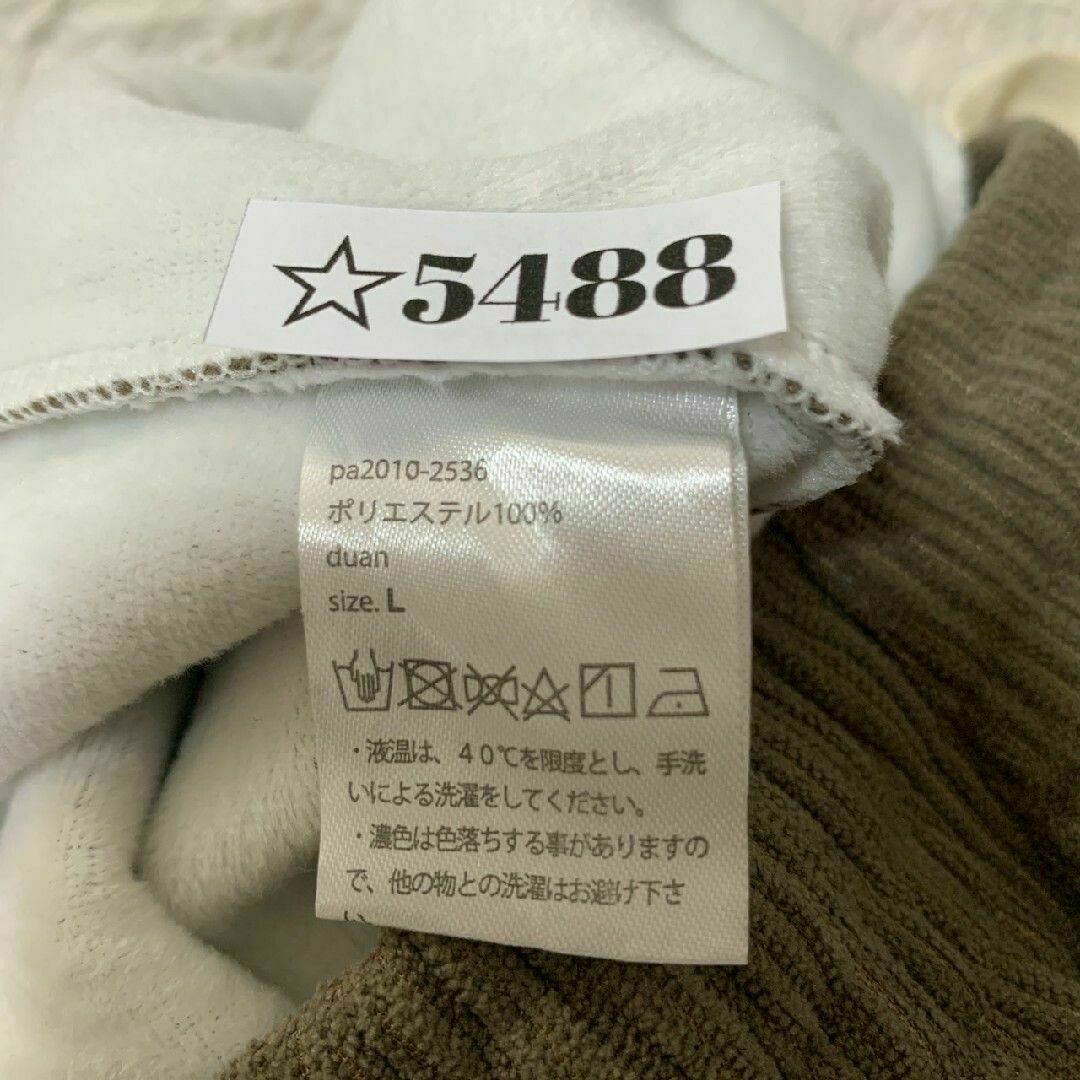 ☆5488
pa2010-2536
ポリエステル100%
duan
size. L
・液温は、40℃を限度とし、手洗
いによる洗濯をしてください。
・濃色は色落ちする事がありますの
で、他の物との洗濯はお避け下さ
い